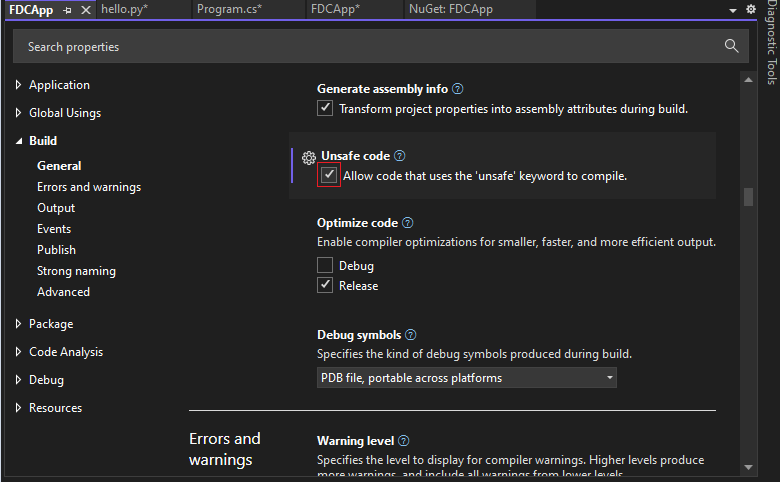 FDCApp
hello.py*
Program.cs*
FDCApp*
NuGet: FDCApp
Diagnostic Tools
Search properties
Application
Global Usings
Build
General
Errors and warnings
Output
Events
Publish
Strong naming
Advanced
Package
Code Analysis
Debug
Resources
Generate assembly info
Transform project properties into assembly attributes during build.
Unsafe code
Allow code that uses the 'unsafe' keyword to compile.
Optimize code
Enable compiler optimizations for smaller, faster, and more efficient output.
Debug
Release
Debug symbols
Specifies the kind of debug symbols produced during build.
PDB file, portable across platforms
Errors and
warnings
Warning level
Specifies the level to display for compiler warnings. Higher levels produce
more warnings, and include all warnings from lower levels.